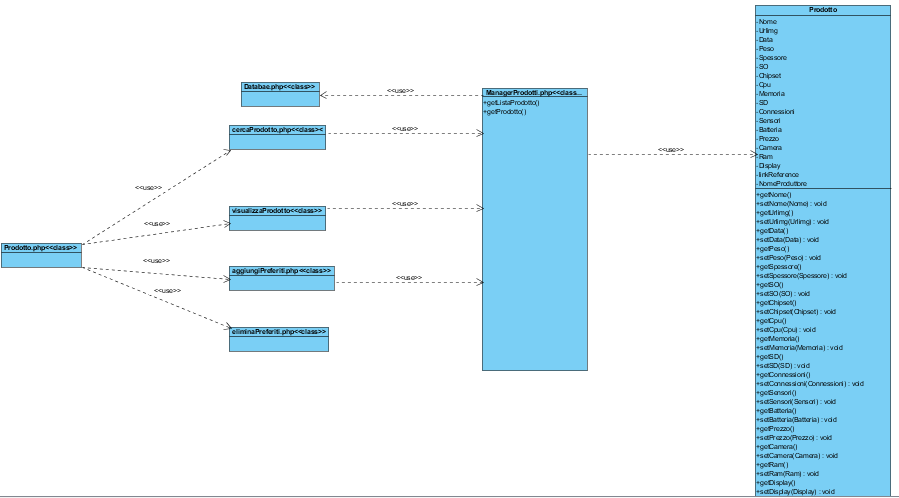 Prodotto.php<<class>>
<<use>>
<<use>>
<<use>>
<<use>>
Databae.php<<class>>
cercaProdotto.php<<class><
visualizzaProdotto<<class>>
aggiungiPreferiti.php<<class>>
eliminaPreferiti.php<<class>>
<<use>>
<<use>>
<<use>>
<<use>>
ManagerProdotti.php<<class...
+getListaProdotto()
+getProdotto()
<<use>>
Prodotto
-Nome
-UrlImg
-Data
-Peso
-Spessore
-SO
-Chipset
-Cpu
-Memoria
-SD
-Connessioni
-Sensori
-Batteria
-Prezzo
-Camera
-Ram
-Display
-linkReference
-NomeProduttore
+getNome()
+setNome(Nome) : void
+getUrlImg()
+setUrlImg(UrlImg) : void
+getData()
+setData(Data) : void
+getPeso()
+setPeso(Peso) : void
+getSpessore()
+setSpessore(Spessore) : void
+getSO()
+setSO(SO) : void
+getChipset()
+setChipset(Chipset) : void
+getCpu()
+setCpu(Cpu) : void
+getMemoria()
+setMemoria(Memoria) : void
+getSD()
+setSD(SD) : void
+getConnessioni()
+setConnessioni(Connessioni) : void
+getSensori()
+setSensori(Sensori) : void
+getBatteria()
+setBatteria(Batteria) : void
+getPrezzo()
+setPrezzo(Prezzo) : void
+getCamera()
+setCamera(Camera) : void
+getRam()
+setRam(Ram) : void
+getDisplay()
+setDisplay(Display) : void